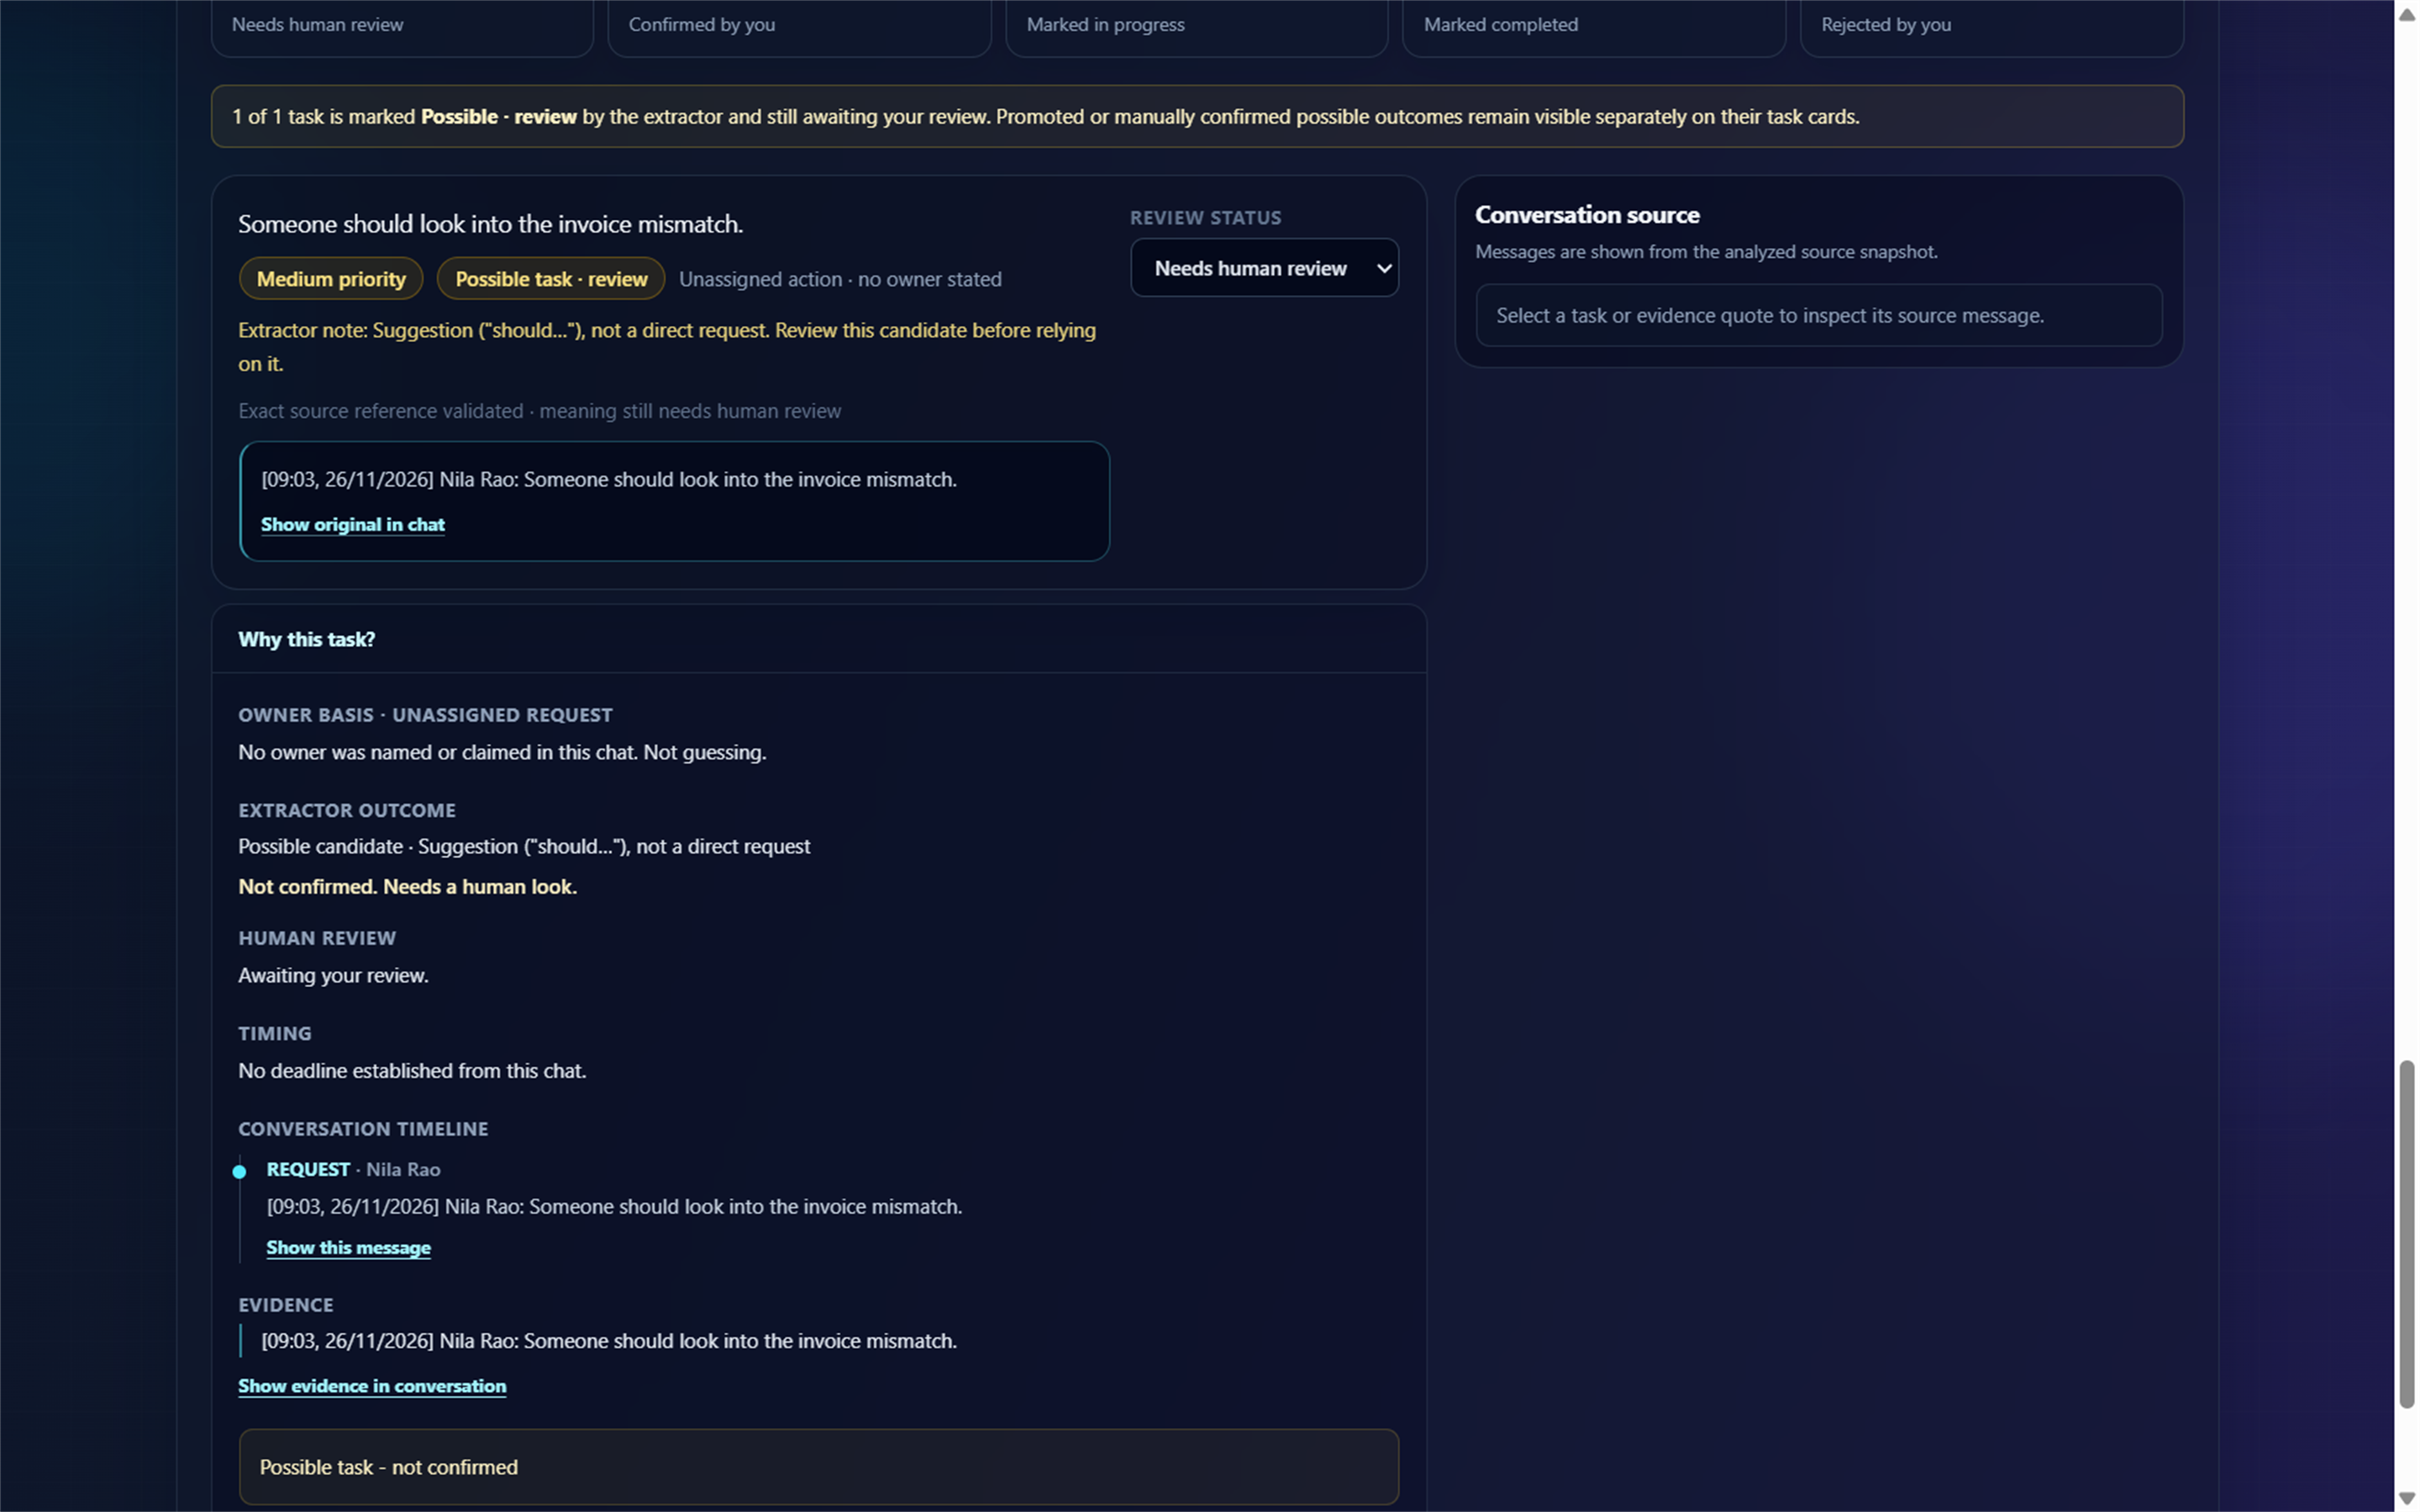 Needs human review
Confirmed by you
Marked in progress
Marked completed
Rejected by you
1 of 1 task is marked Possible · review by the extractor and still awaiting your review. Promoted or manually confirmed possible outcomes remain visible separately on their task cards.
Someone should look into the invoice mismatch.
Medium priority
Possible task · review
Unassigned action · no owner stated
Extractor note: Suggestion ("should..."), not a direct request. Review this candidate before relying
on it.
Exact source reference validated · meaning still needs human review
[09:03, 26/11/2026] Nila Rao: Someone should look into the invoice mismatch.
Show original in chat
REVIEW STATUS
Needs human review
Conversation source
Messages are shown from the analyzed source snapshot.
Select a task or evidence quote to inspect its source message.
Why this task?
OWNER BASIS · UNASSIGNED REQUEST
No owner was named or claimed in this chat. Not guessing.
EXTRACTOR OUTCOME
Possible candidate · Suggestion ("should..."), not a direct request
Not confirmed. Needs a human look.
HUMAN REVIEW
Awaiting your review.
TIMING
No deadline established from this chat.
CONVERSATION TIMELINE
REQUEST · Nila Rao
[09:03, 26/11/2026] Nila Rao: Someone should look into the invoice mismatch.
Show this message
EVIDENCE
[09:03, 26/11/2026] Nila Rao: Someone should look into the invoice mismatch.
Show evidence in conversation
Possible task - not confirmed